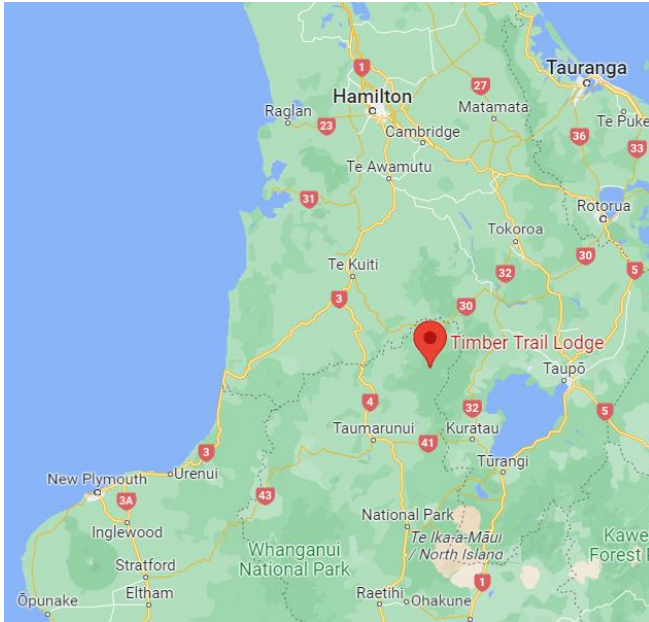 Tauranga
1
27
Hamilton
Matamata
Raglan
23
Te Puke
36
Cambridge
33
Te Awamutu
31
Rotorua
Tokoroa
30
5
Te Kuiti
32
3
30
Timber Trail Lodge
Taupō
4
32
5
Taumarunui
41
Kuratau
3
Tūrangi
Urenui
New Plymouth
43
3A
National Park
Inglewood
Te Ika-a-Māui
/ North Island
Kawe
Forest
Whanganui
National Park
Stratford
1
Eltham
Raetihi
Ohakune
Ōpunake